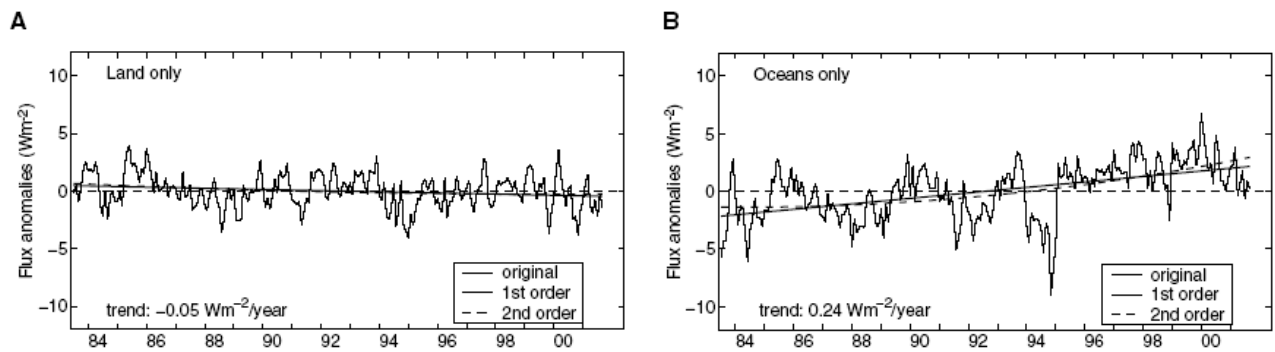 A
Flux anomalies (Wm⁻²)
10
5
0
−5
−10
Land only
original
1st order
2nd order
trend: −0.05 Wm⁻²/year
84 86 88 90 92 94 96 98 00
B
Flux anomalies (Wm⁻²)
10
5
0
−5
−10
Oceans only
original
1st order
2nd order
trend: 0.24 Wm⁻²/year
84 86 88 90 92 94 96 98 00